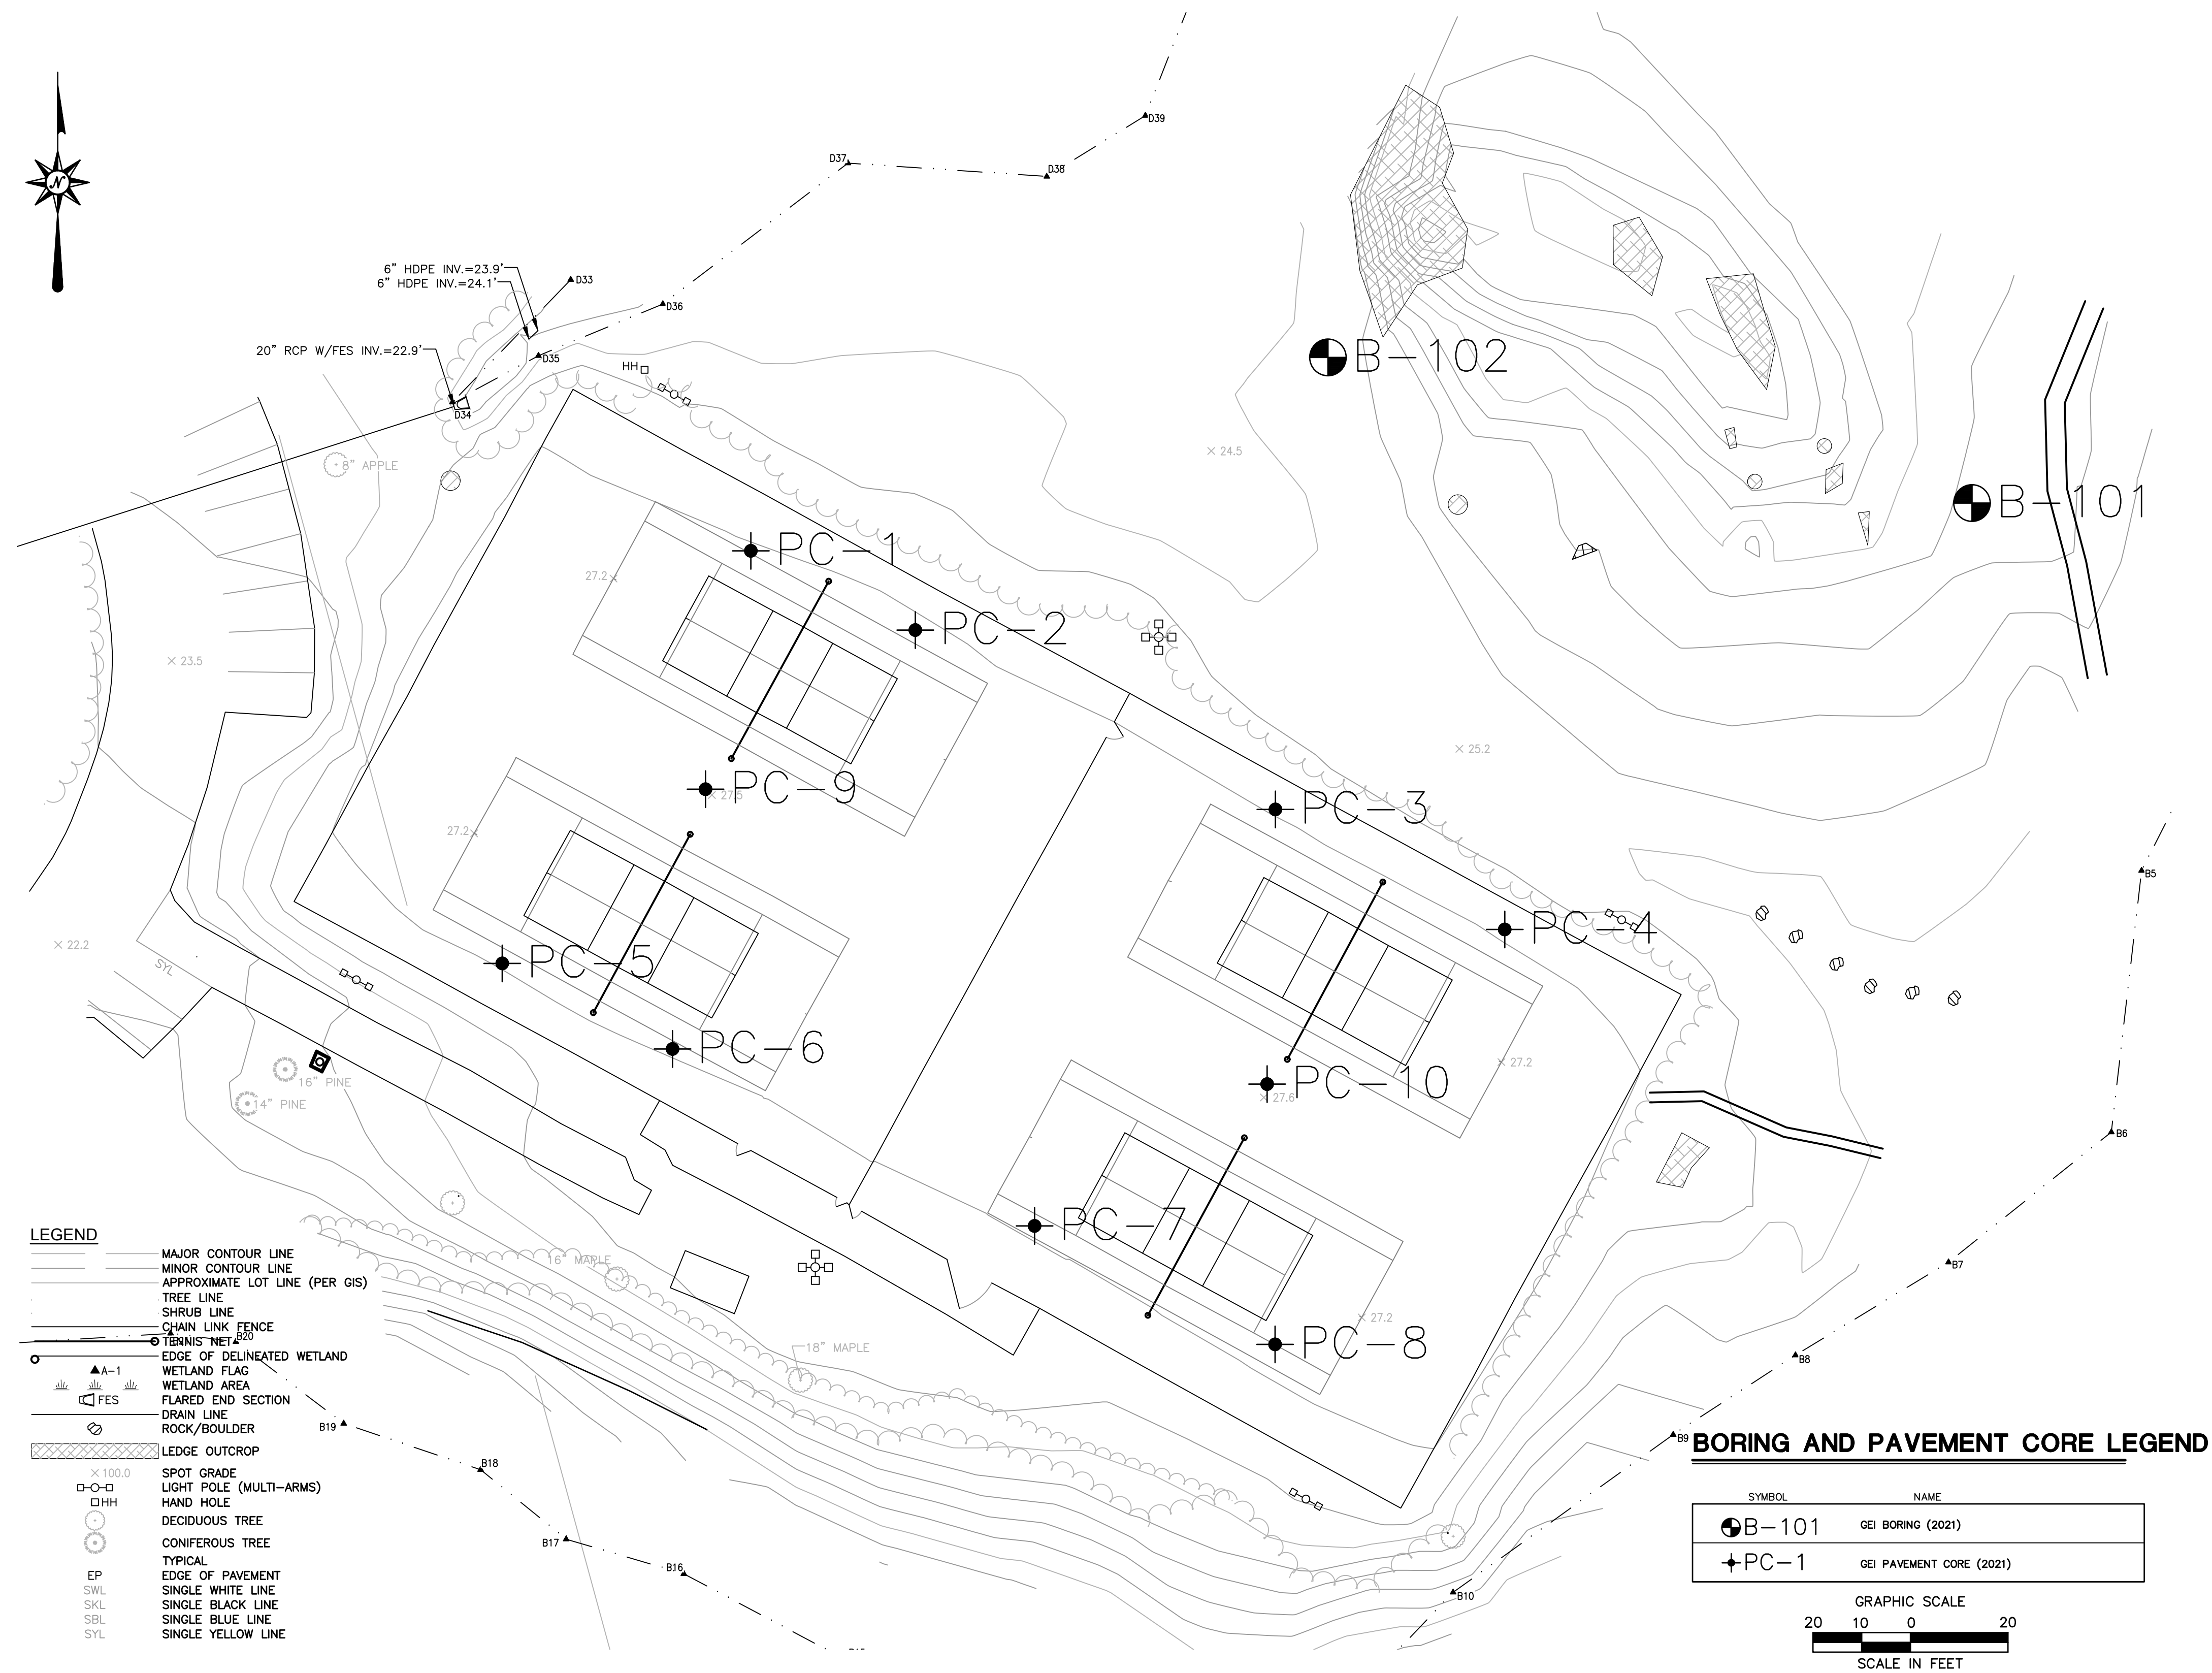 D39
D37
D38
N
6" HDPE INV.=23.9'
6" HDPE INV.=24.1'
D33
D36
20" RCP W/FES INV.=22.9'
D35
HH
D34
B-102
× 24.5
8" APPLE
B-101
PC-1
27.2×
PC-2
× 23.5
× 25.2
PC-9
× 27.5
PC-3
27.2×
B5
PC-4
× 22.2
SYL
PC-5
PC-6
× 27.2
16" PINE
PC-10
× 27.6
14" PINE
B6
PC-7
16" MAPLE
B7
× 27.2
18" MAPLE
PC-8
B8
LEGEND
MAJOR CONTOUR LINE
MINOR CONTOUR LINE
APPROXIMATE LOT LINE (PER GIS)
TREE LINE
SHRUB LINE
CHAIN LINK FENCE
B20
TENNIS NET
EDGE OF DELINEATED WETLAND
A-1 WETLAND FLAG
WETLAND AREA
FES FLARED END SECTION
DRAIN LINE
ROCK/BOULDER
LEDGE OUTCROP
× 100.0 SPOT GRADE
LIGHT POLE (MULTI-ARMS)
HH HAND HOLE
DECIDUOUS TREE
CONIFEROUS TREE
TYPICAL
EP EDGE OF PAVEMENT
SWL SINGLE WHITE LINE
SKL SINGLE BLACK LINE
SBL SINGLE BLUE LINE
SYL SINGLE YELLOW LINE
B19
B18
B17
B16
B9
B10
BORING AND PAVEMENT CORE LEGEND
SYMBOL NAME
B-101 GEI BORING (2021)
PC-1 GEI PAVEMENT CORE (2021)
GRAPHIC SCALE
20 10 0 20
SCALE IN FEET